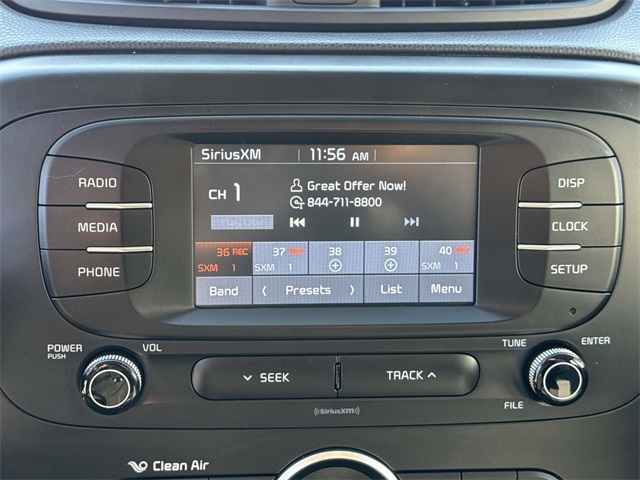 SiriusXM 11:56 AM
CH 1
Great Offer Now!
844-711-8800
36 REC 37 REC 38 39 40 REC
SXM 1 SXM 1 SXM 1
Band < Presets > List Menu
RADIO
MEDIA
PHONE
DISP
CLOCK
SETUP
POWER PUSH VOL
SEEK TRACK
TUNE ENTER
FILE
((SiriusXM))
Clean Air